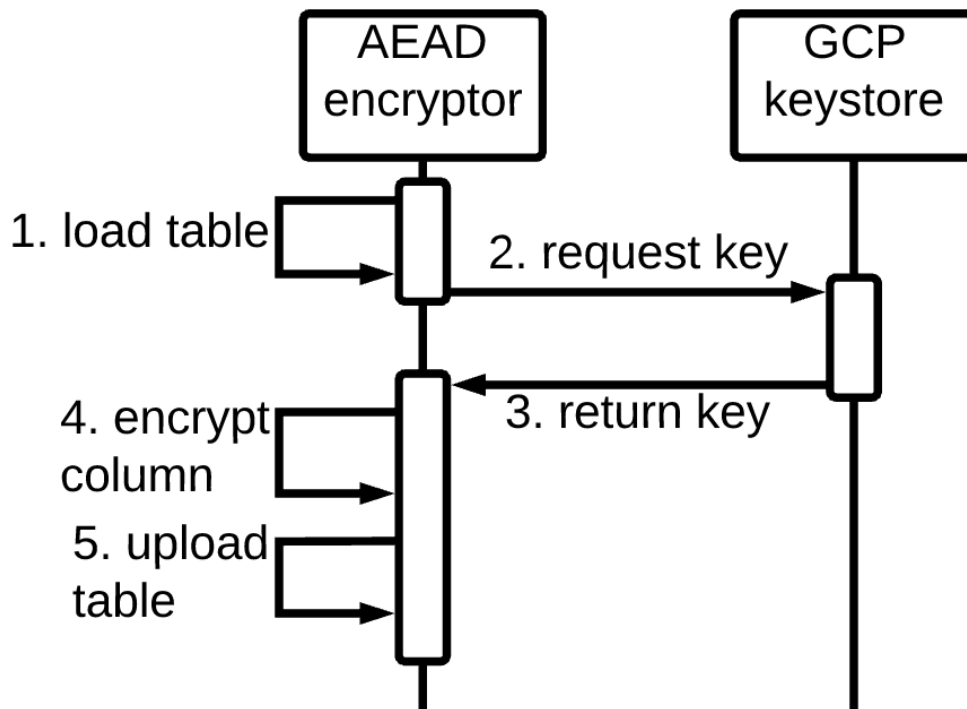 AEAD
encryptor
GCP
keystore
1. load table
2. request key
3. return key
4. encrypt
column
5. upload
table